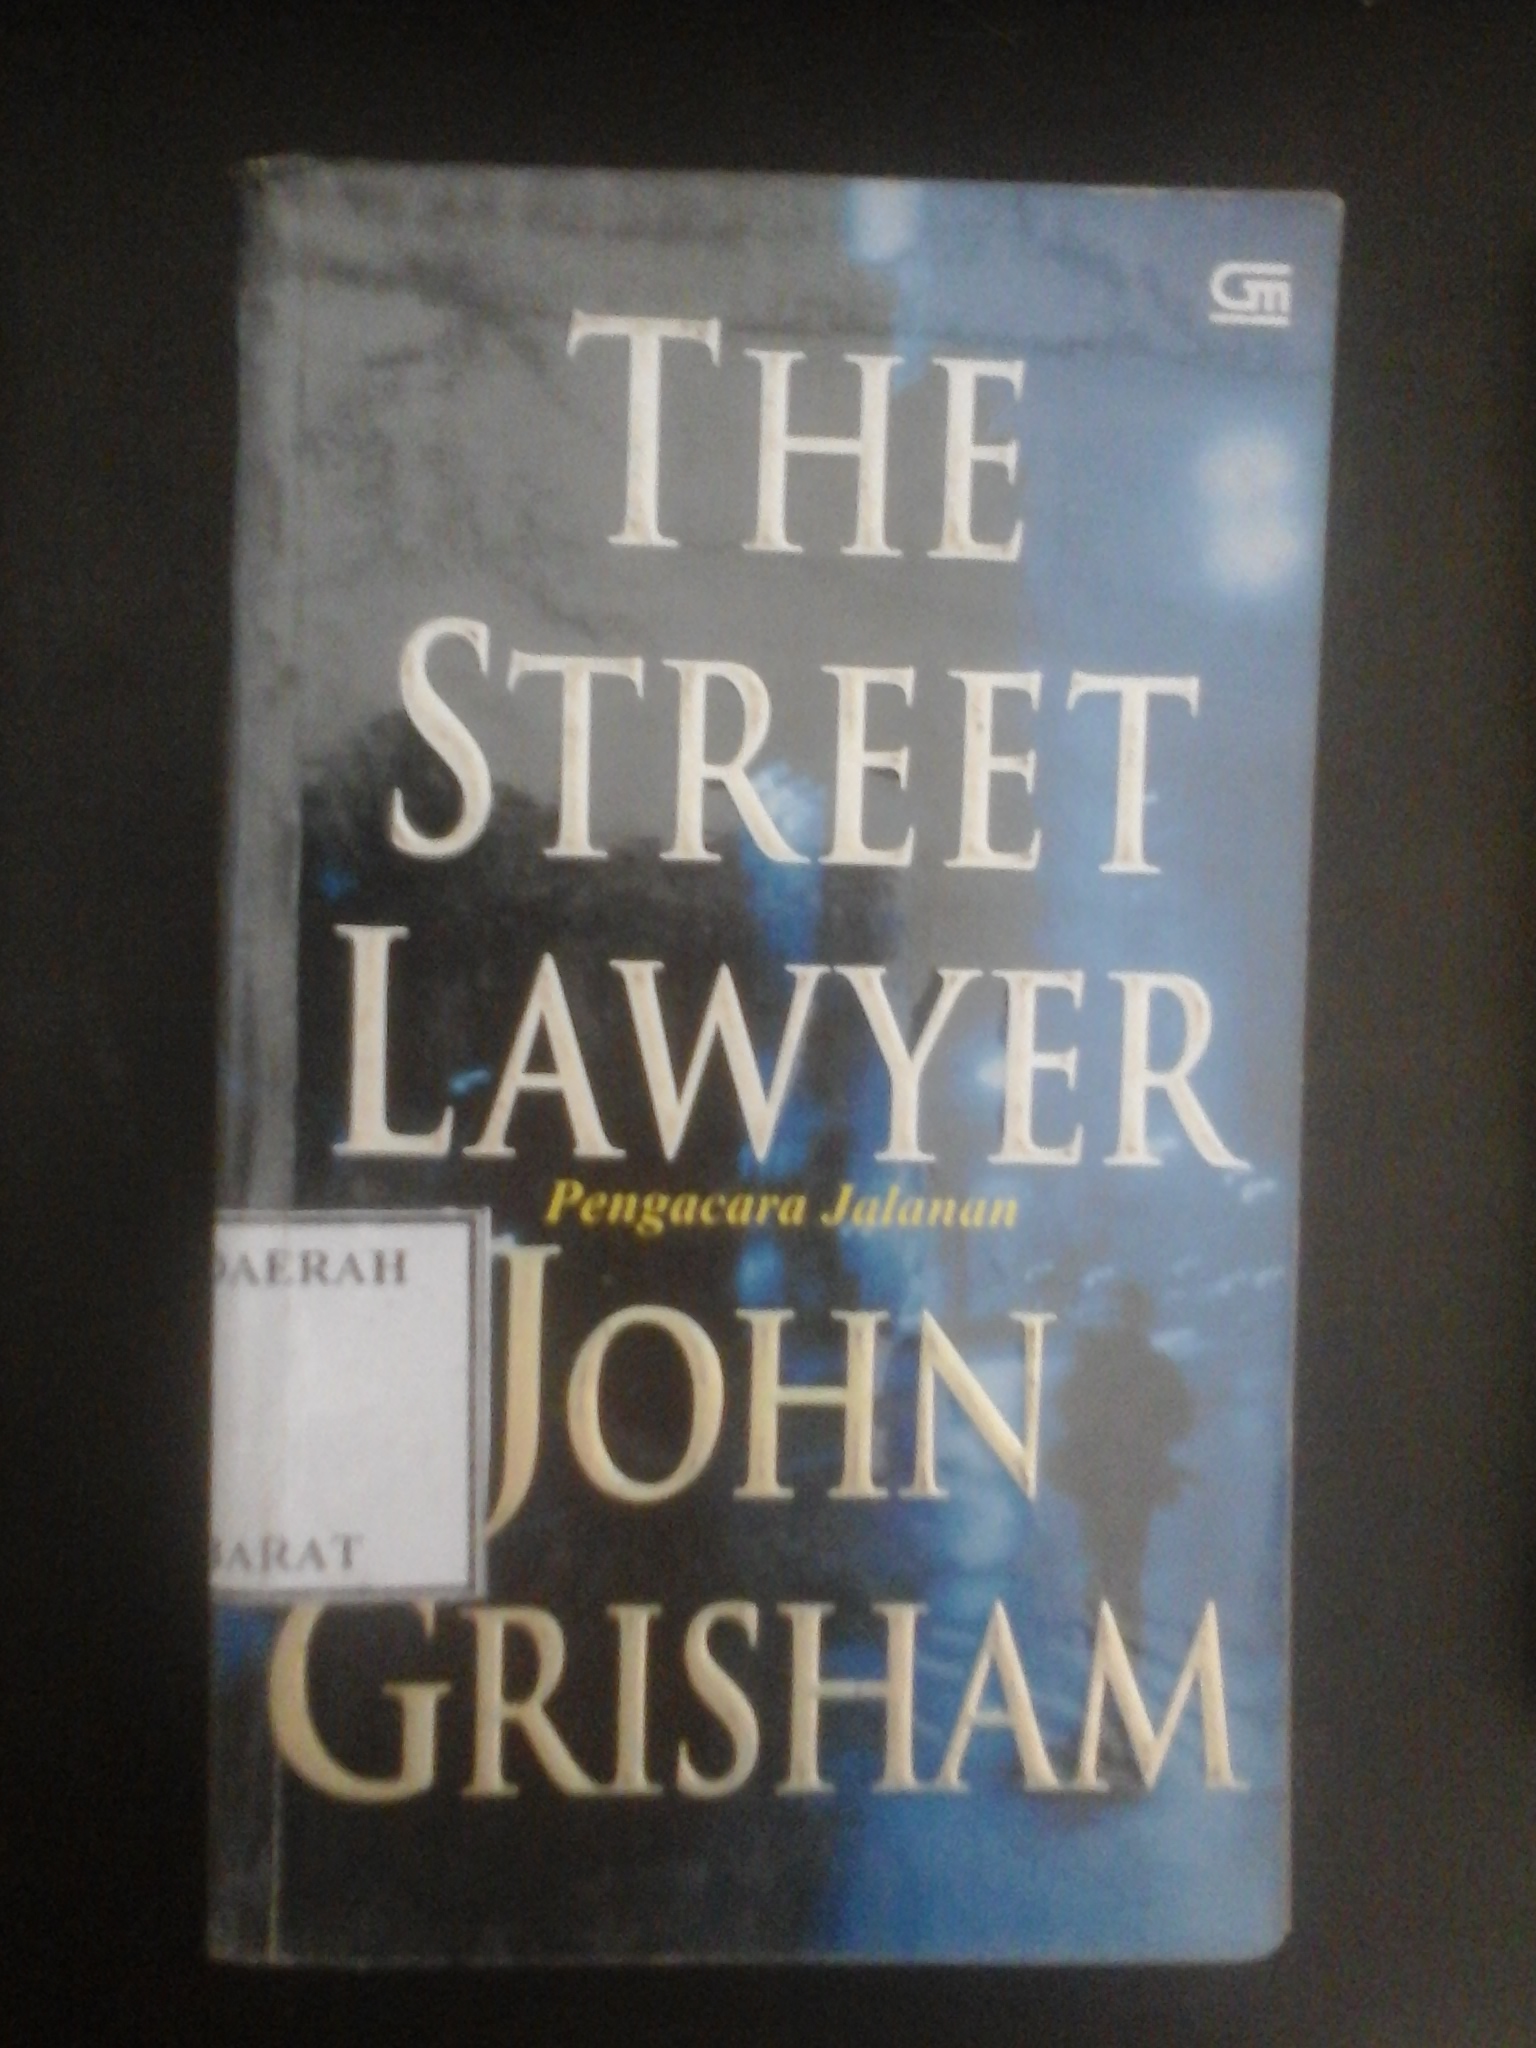 Gm
THE
STREET
LAWYER
Pengacara Jalanan
JOHN
GRISHAM
DAERAH
BARAT